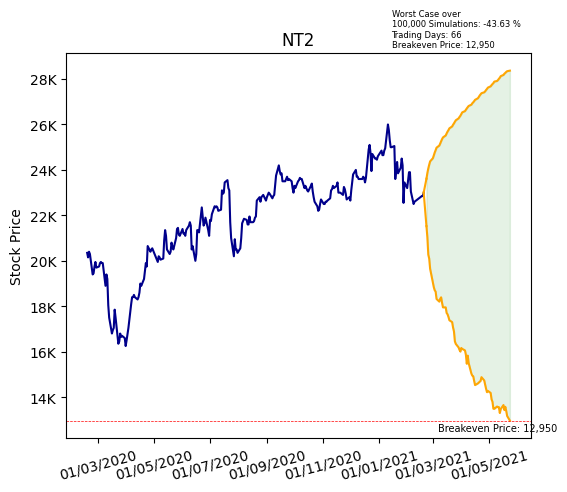 Worst Case over
100,000 Simulations: -43.63 %
Trading Days: 66
Breakeven Price: 12,950
NT2
Stock Price
28K
26K
24K
22K
20K
18K
16K
14K
Breakeven Price: 12,950
01/03/2020
01/05/2020
01/07/2020
01/09/2020
01/11/2020
01/01/2021
01/03/2021
01/05/2021